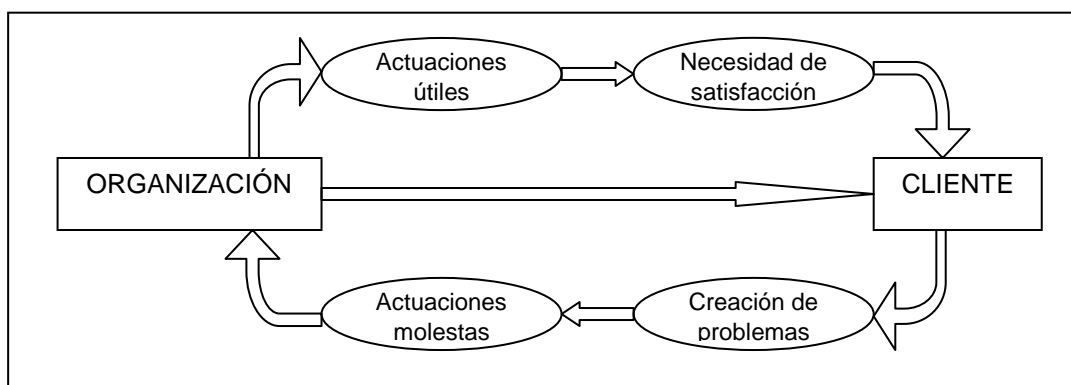 Actuaciones
útiles
Necesidad de
satisfacción
ORGANIZACIÓN
CLIENTE
Actuaciones
molestas
Creación de
problemas